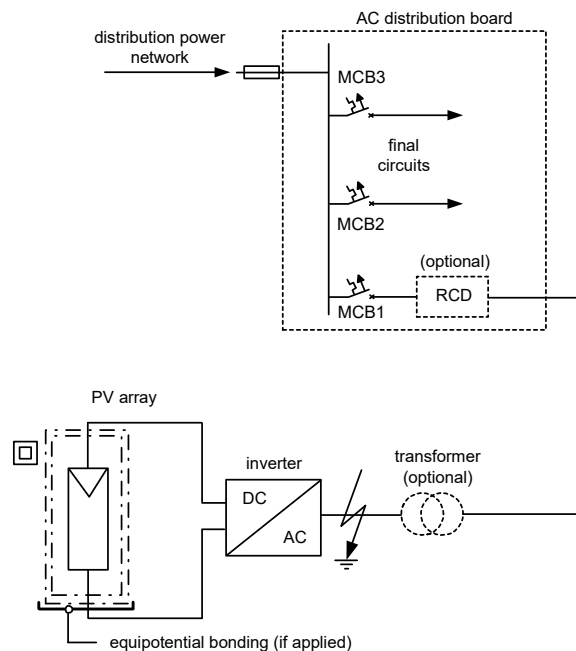 AC distribution board
distribution power
network
MCB3
final
circuits
MCB2
(optional)
RCD
MCB1
PV array
inverter
transformer
(optional)
DC
AC
equipotential bonding (if applied)